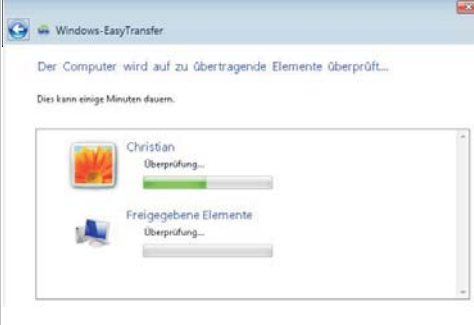 Windows-EasyTransfer
Der Computer wird auf zu übertragende Elemente überprüft...
Dies kann einige Minuten dauern.
Christian
Überprüfung...
Freigegebene Elemente
Überprüfung...